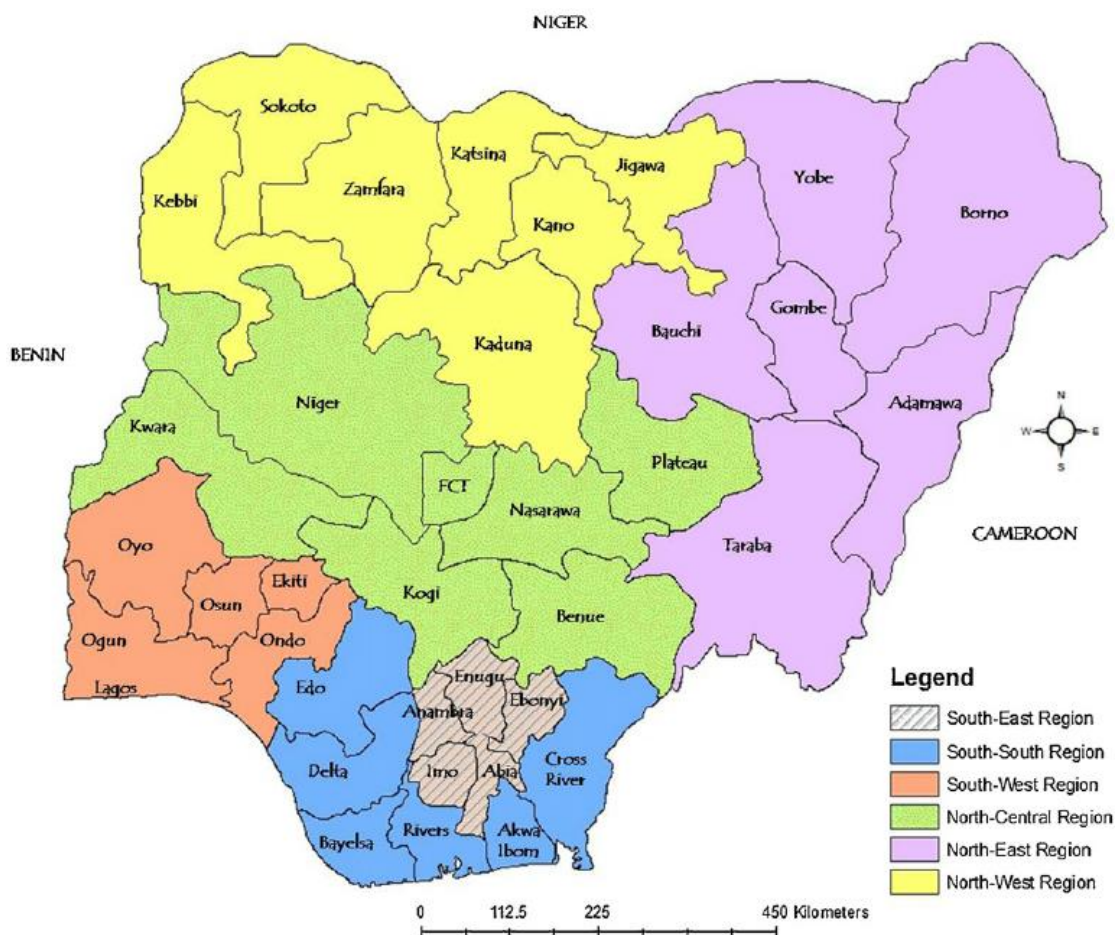 NIGER
Sokoto
Katsina
Jigawa
Yobe
Zamfara
Kebbi
Kano
Borno
Gombe
Bauchi
Kaduna
BENIN
Niger
Adamawa
N
W E
S
Kwara
Plateau
FCT
Nasarawa
CAMEROON
Oyo
Taraba
Ekiti
Kogi
Osun
Benue
Ogun
Ondo
Enugu
Edo
Lagos
Ebonyi
Anambra
Cross
River
Delta
Imo
Abia
Rivers
Akwa
Ibom
Bayelsa
Legend
South-East Region
South-South Region
South-West Region
North-Central Region
North-East Region
North-West Region
0 112.5 225 450 Kilometers